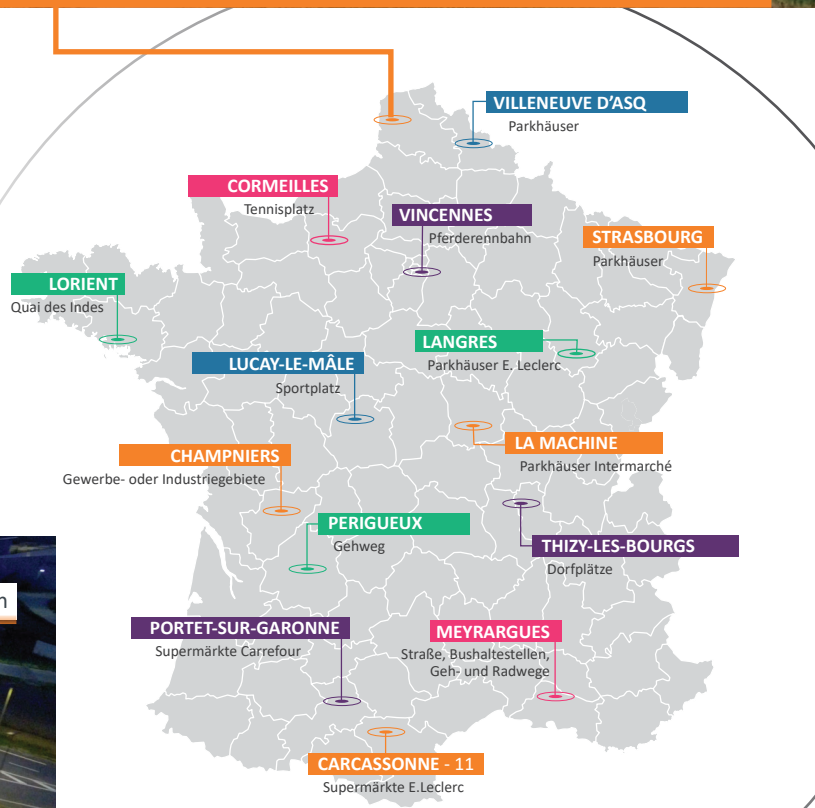 VILLENEUVE D'ASQ
Parkhäuser
CORMEILLES
Tennisplatz
VINCENNES
Pferderennbahn
STRASBOURG
Parkhäuser
LORIENT
Quai des Indes
LANGRES
Parkhäuser E. Leclerc
LUCAY-LE-MÂLE
Sportplatz
LA MACHINE
Parkhäuser Intermarché
CHAMPNIERS
Gewerbe- oder Industriegebiete
PERIGUEUX
Gehweg
THIZY-LES-BOURGS
Dorfplätze
PORTET-SUR-GARONNE
Supermärkte Carrefour
MEYRARGUES
Straße, Bushaltestellen,
Geh- und Radwege
CARCASSONNE - 11
Supermärkte E.Leclerc